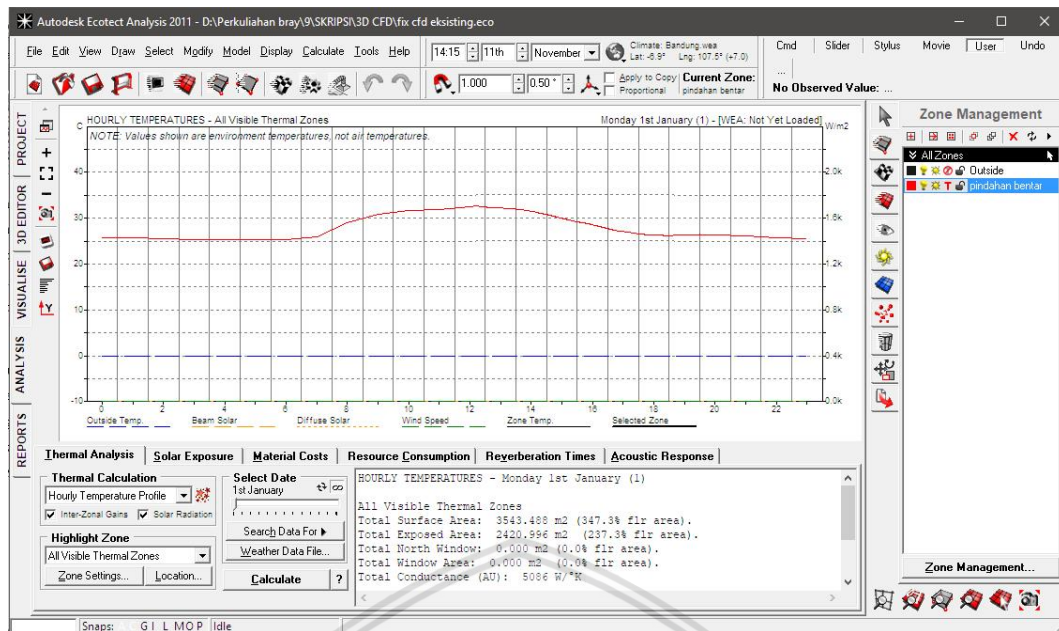 Autodesk Ecotect Analysis 2011 - D:\Perkuliahan bray\9\SKRIPSI\3D CFD\fix cfd eksisting.eco
File Edit View Draw Select Modify Model Display Calculate Tools Help
14:15 11th November
Climate: Bandung.wea
Lat: -6.9° Lng: 107.6° (+7.0)
Cmd Slider Stylus Movie User Undo
...
1.000 0.50 °
Apply to Copy
Proportional
Current Zone:
pindahan bentar
No Observed Value: ...
PROJECT
3D EDITOR
VISUALISE
ANALYSIS
REPORTS
C HOURLY TEMPERATURES - All Visible Thermal Zones Monday 1st January (1) - [WEA: Not Yet Loaded] W/m2
NOTE: Values shown are environment temperatures, not air temperatures.
40 2.0k
30 1.6k
20 1.2k
10 0.8k
0 0.4k
-10 0.0k
0 2 4 6 8 10 12 14 16 18 20 22
Outside Temp. Beam Solar Diffuse Solar Wind Speed Zone Temp. Selected Zone
Zone Management
All Zones
Outside
T pindahan bentar
Zone Management...
Thermal Analysis Solar Exposure Material Costs Resource Consumption Reverberation Times Acoustic Response
Thermal Calculation
Hourly Temperature Profile
Inter-Zonal Gains Solar Radiation
Highlight Zone
All Visible Thermal Zones
Zone Settings... Location...
Select Date
1st January
Search Data For
Weather Data File...
Calculate ?
HOURLY TEMPERATURES - Monday 1st January (1)
All Visible Thermal Zones
Total Surface Area: 3543.488 m2 (347.3% flr area).
Total Exposed Area: 2420.996 m2 (237.3% flr area).
Total North Window: 0.000 m2 (0.0% flr area).
Total Window Area: 0.000 m2 (0.0% flr area).
Total Conductance (AU): 5086 W/°K
Snaps: G I L M O P Idle